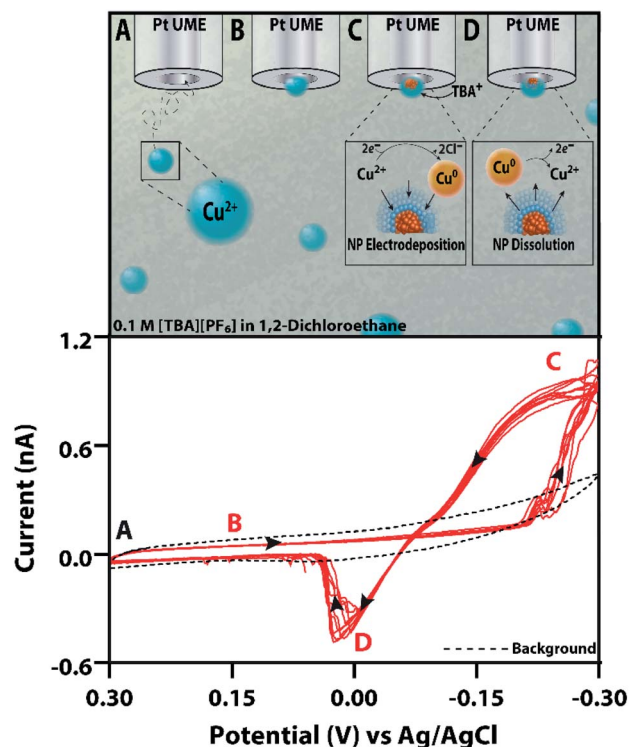 A Pt UME B Pt UME C Pt UME D Pt UME
TBA⁺
2e⁻ 2Cl⁻
Cu²⁺ Cu⁰
NP Electrodeposition
2e⁻
Cu⁰ Cu²⁺
NP Dissolution
Cu²⁺
0.1 M [TBA][PF₆] in 1,2-Dichloroethane
1.2
0.6
0.0
-0.6
Current (nA)
A
B
C
D
Background
0.30 0.15 0.00 -0.15 -0.30
Potential (V) vs Ag/AgCl